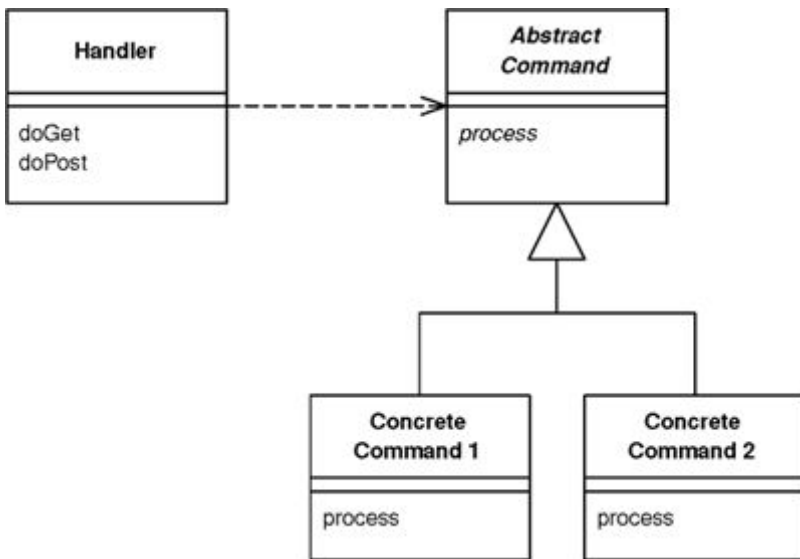 Handler
doGet
doPost
Abstract
Command
process
Concrete
Command 1
process
Concrete
Command 2
process